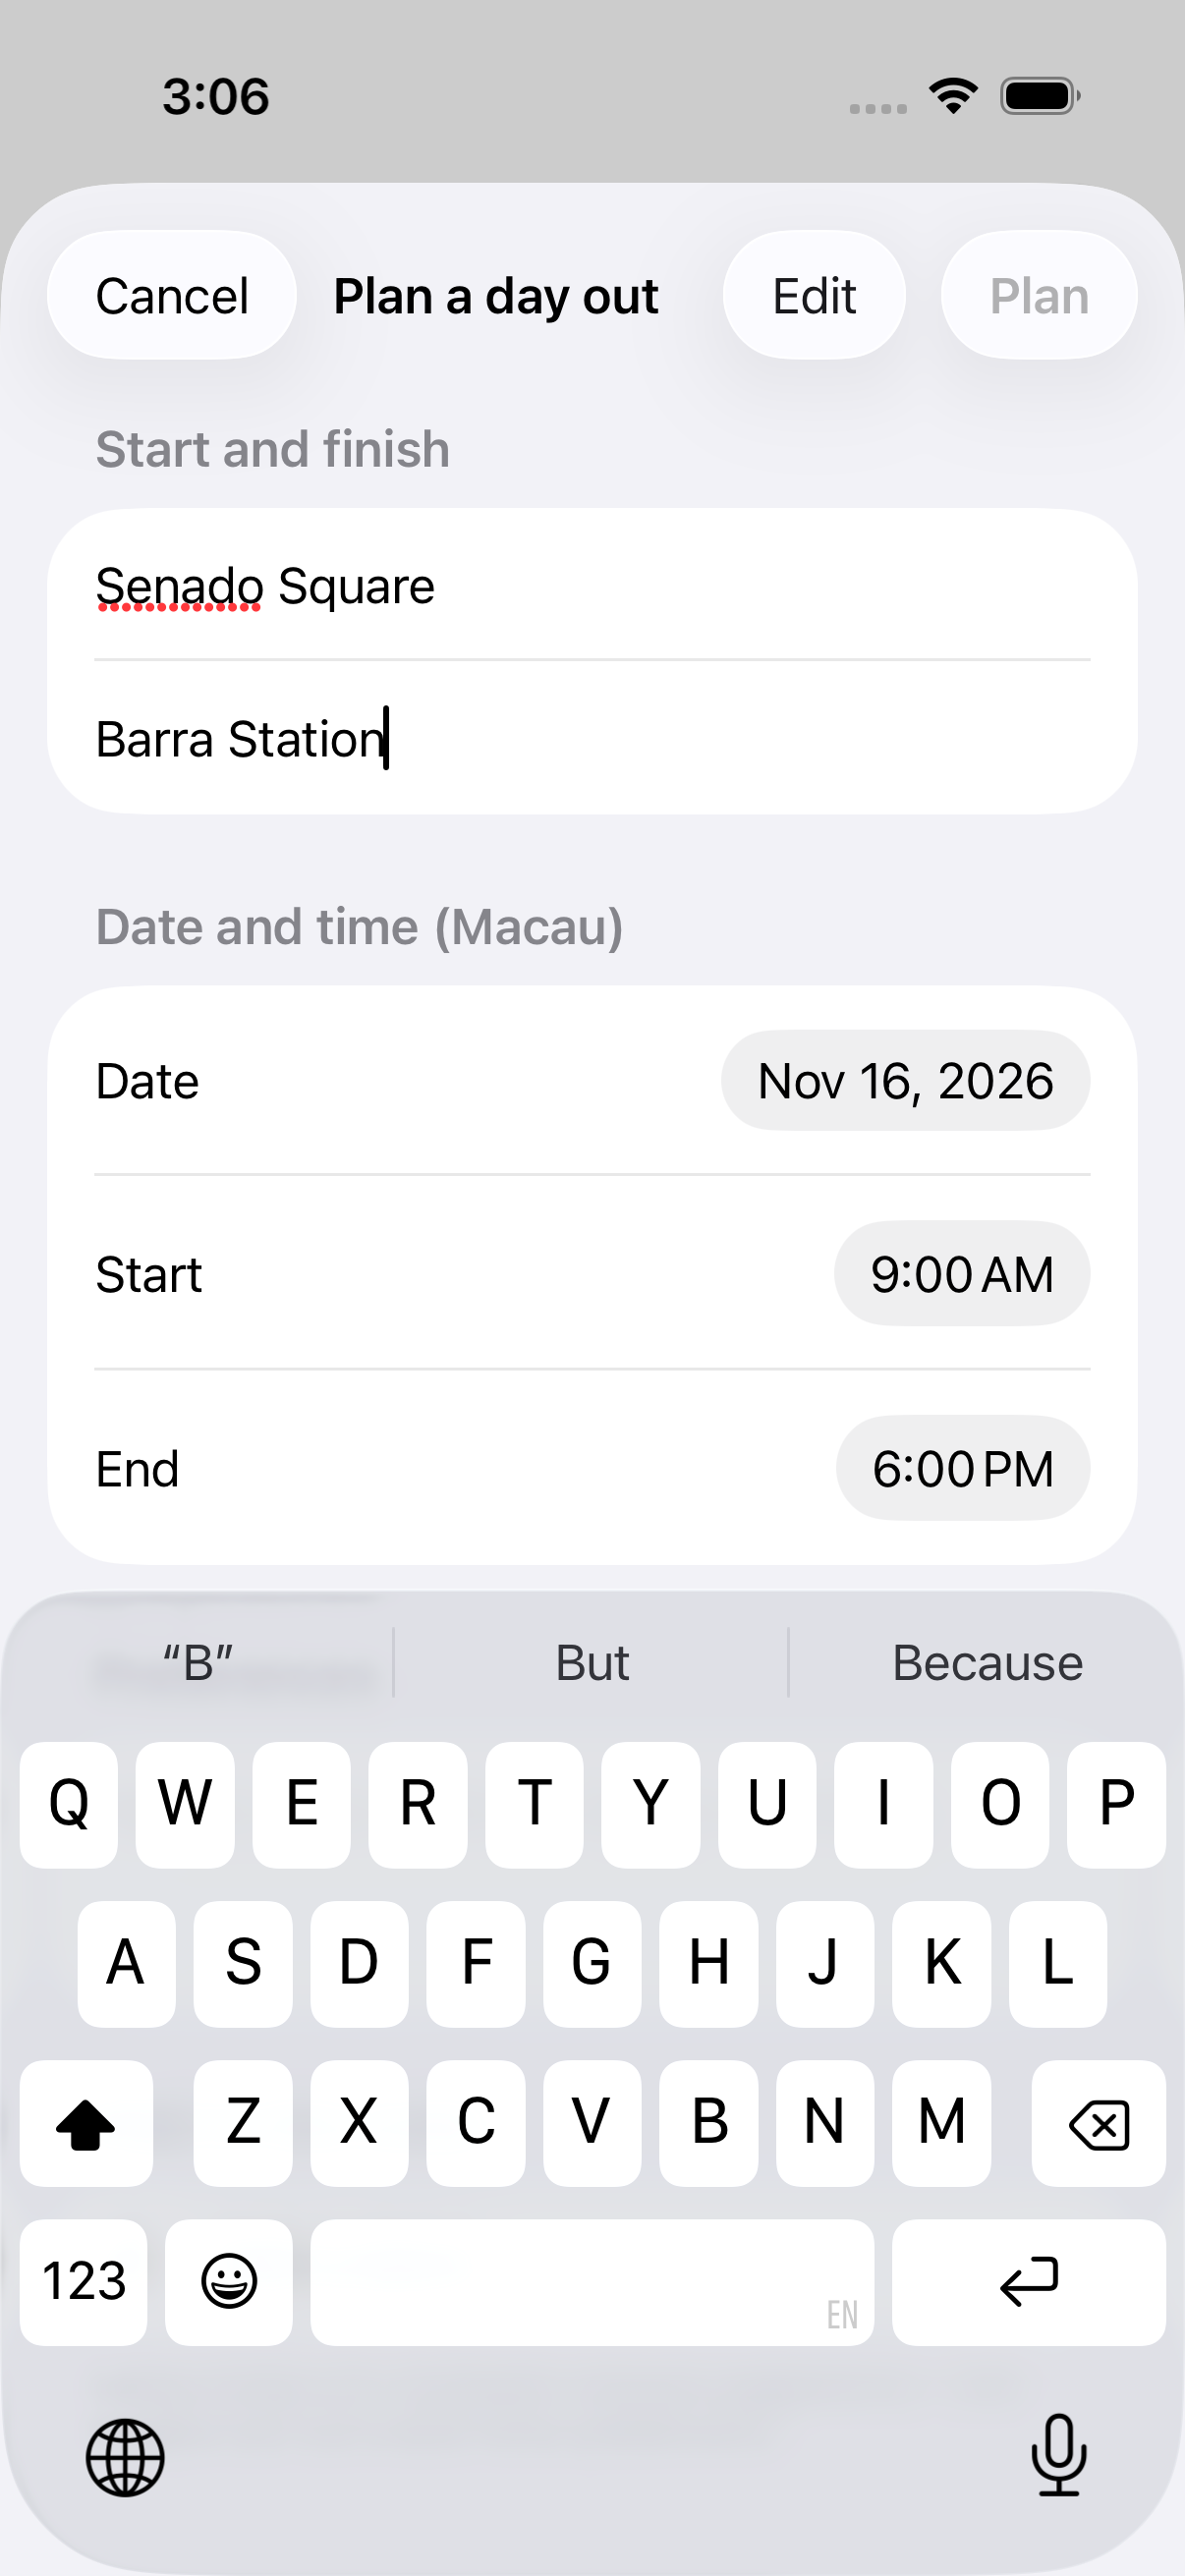 3:06
Cancel
Plan a day out
Edit
Plan
Start and finish
Senado Square
Barra Station
Date and time (Macau)
Date
Nov 16, 2026
Start
9:00 AM
End
6:00 PM
“B”
But
Because
Q W E R T Y U I O P
A S D F G H J K L
Z X C V B N M
123
EN